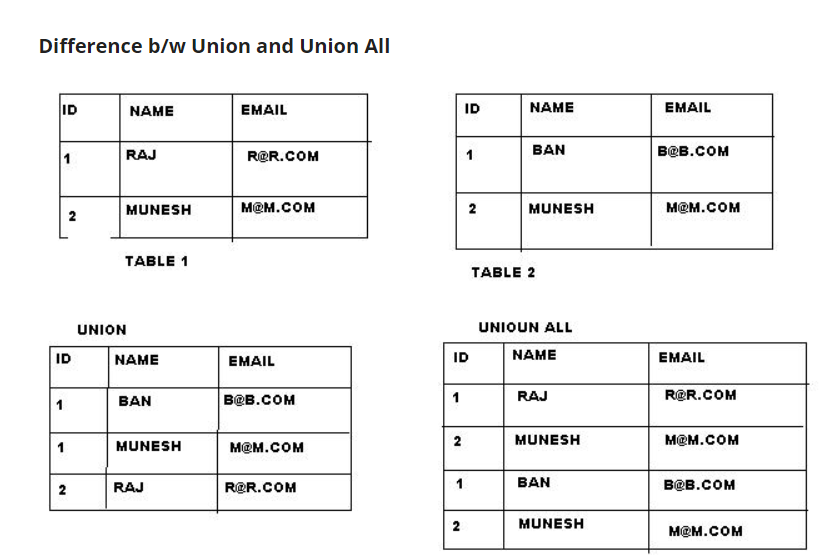 Difference b/w Union and Union All
ID NAME EMAIL
1 RAJ R@R.COM
2 MUNESH M@M.COM
TABLE 1
ID NAME EMAIL
1 BAN B@B.COM
2 MUNESH M@M.COM
TABLE 2
UNION
ID NAME EMAIL
1 BAN B@B.COM
1 MUNESH M@M.COM
2 RAJ R@R.COM
UNIOUN ALL
ID NAME EMAIL
1 RAJ R@R.COM
2 MUNESH M@M.COM
1 BAN B@B.COM
2 MUNESH M@M.COM